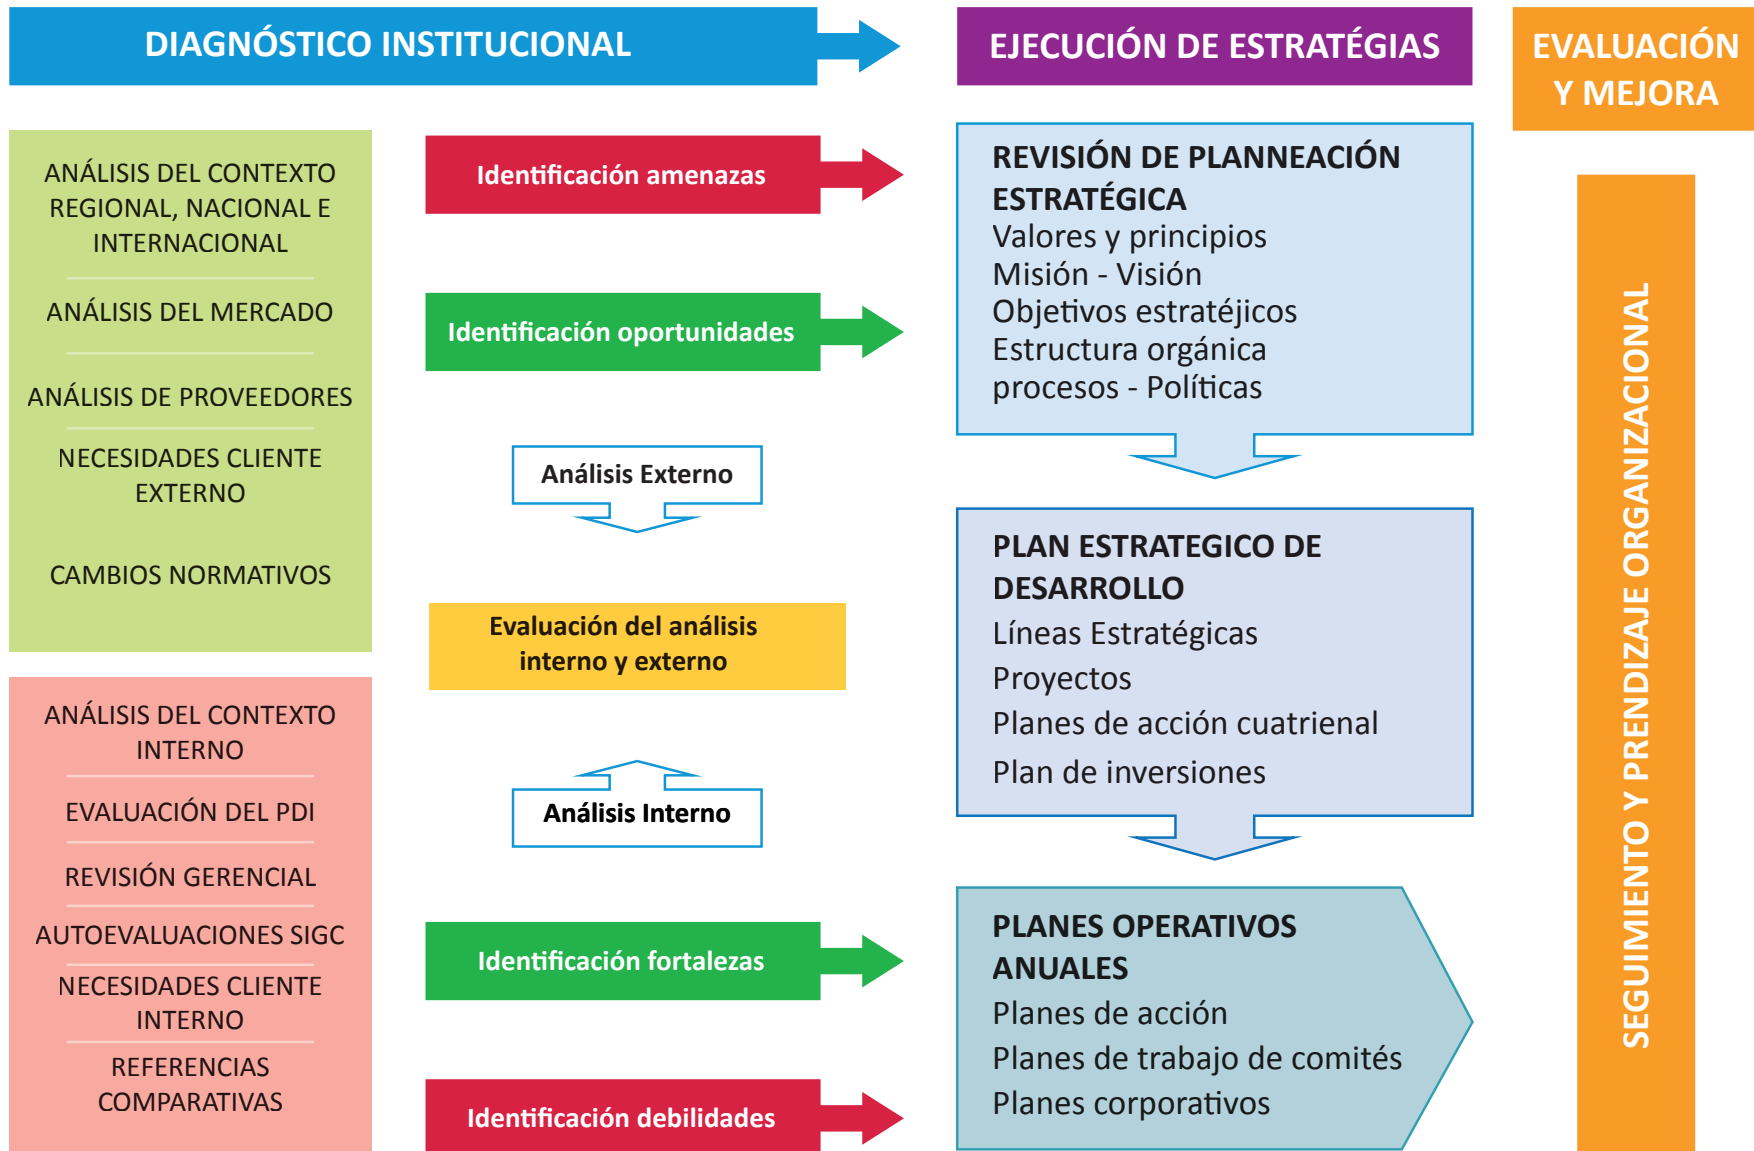 DIAGNÓSTICO INSTITUCIONAL
EJECUCIÓN DE ESTRATÉGIAS
EVALUACIÓN
Y MEJORA
ANÁLISIS DEL CONTEXTO
REGIONAL, NACIONAL E
INTERNACIONAL
ANÁLISIS DEL MERCADO
ANÁLISIS DE PROVEEDORES
NECESIDADES CLIENTE
EXTERNO
CAMBIOS NORMATIVOS
ANÁLISIS DEL CONTEXTO
INTERNO
EVALUACIÓN DEL PDI
REVISIÓN GERENCIAL
AUTOEVALUACIONES SIGC
NECESIDADES CLIENTE
INTERNO
REFERENCIAS
COMPARATIVAS
Identificación amenazas
Identificación oportunidades
Análisis Externo
Evaluación del análisis
interno y externo
Análisis Interno
Identificación fortalezas
Identificación debilidades
REVISIÓN DE PLANNEACIÓN
ESTRATÉGICA
Valores y principios
Misión - Visión
Objetivos estratéjicos
Estructura orgánica
procesos - Políticas
PLAN ESTRATEGICO DE
DESARROLLO
Líneas Estratégicas
Proyectos
Planes de acción cuatrienal
Plan de inversiones
PLANES OPERATIVOS
ANUALES
Planes de acción
Planes de trabajo de comités
Planes corporativos
SEGUIMIENTO Y PRENDIZAJE ORGANIZACIONAL